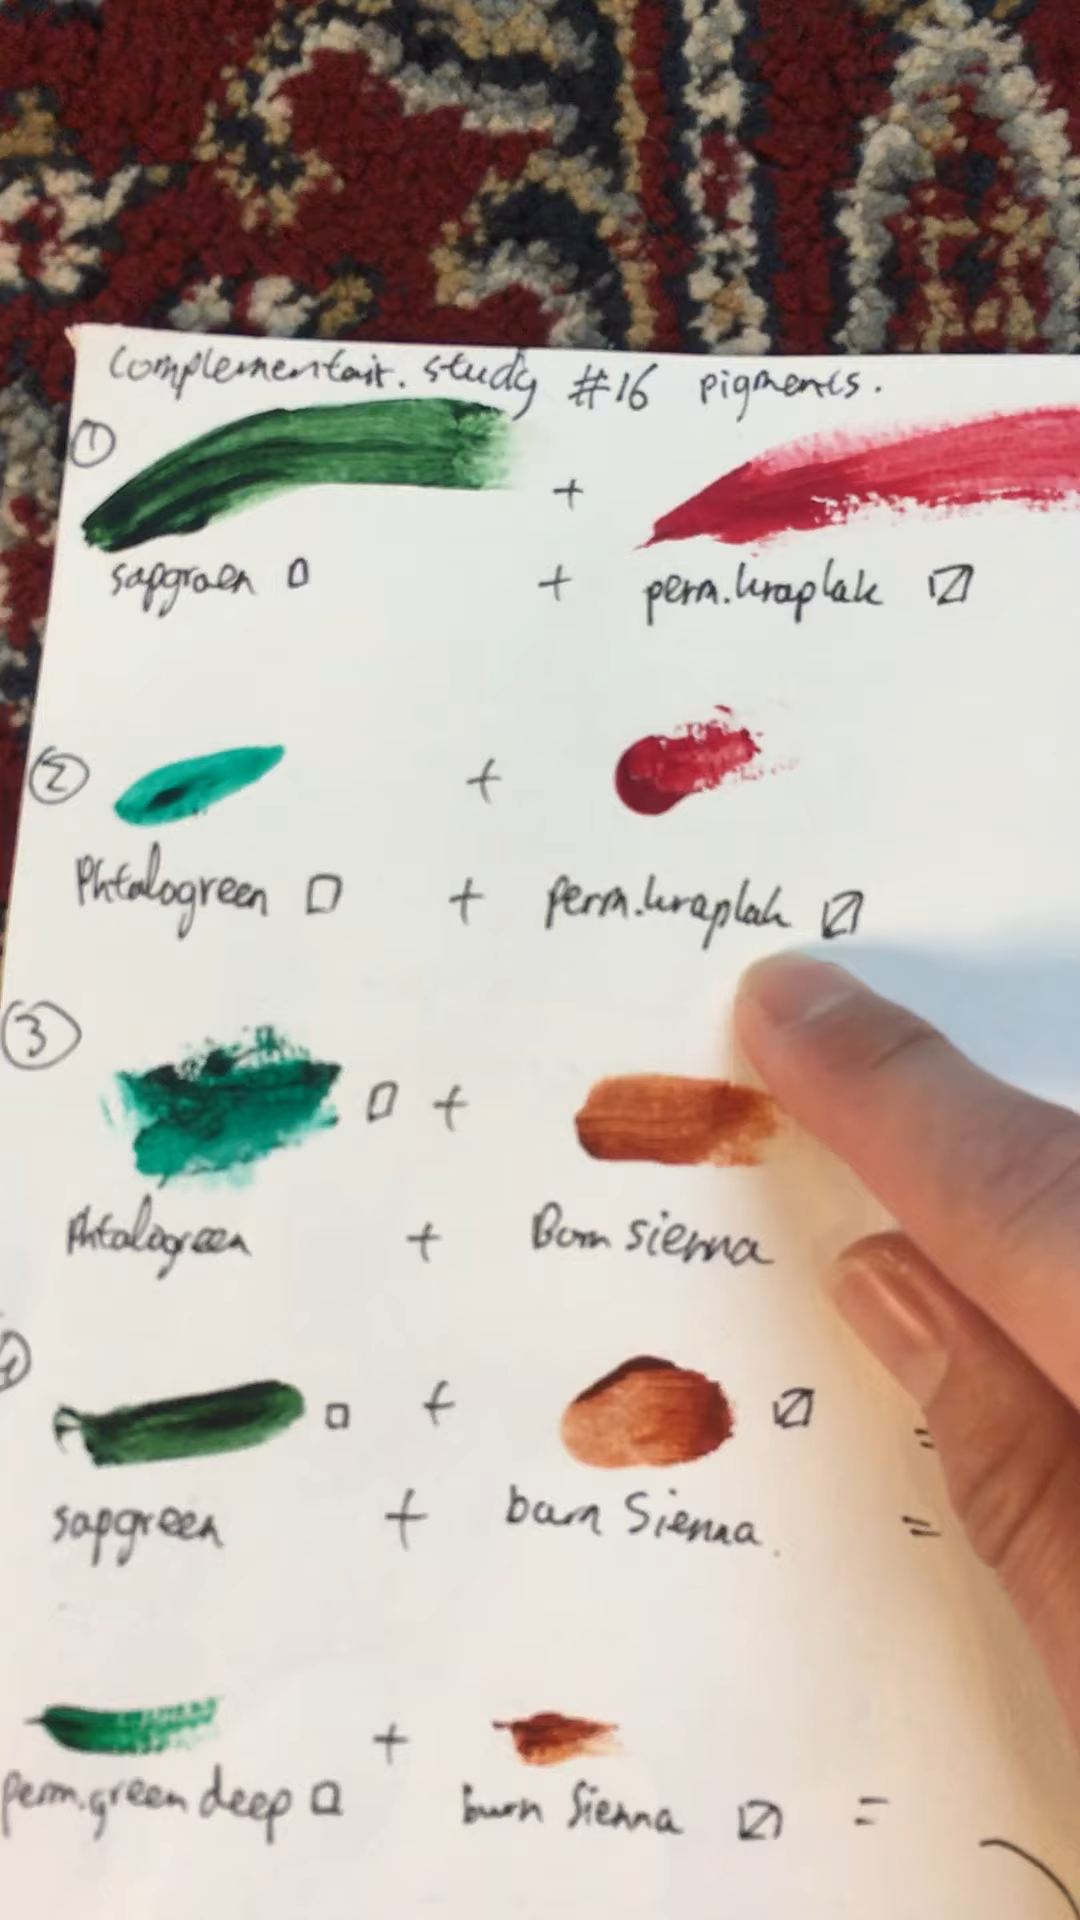 Complementair. study #16 pigments.
① +
sapgroen □ + perm.kraplak ☑
② +
Phtalogreen □ + perm.kraplak ☑
③ □ +
Phtalogreen + Born sienna
□ + ☑ =
sapgreen + burn Sienna. =
+
perm.green deep □ + burn Sienna ☑ =